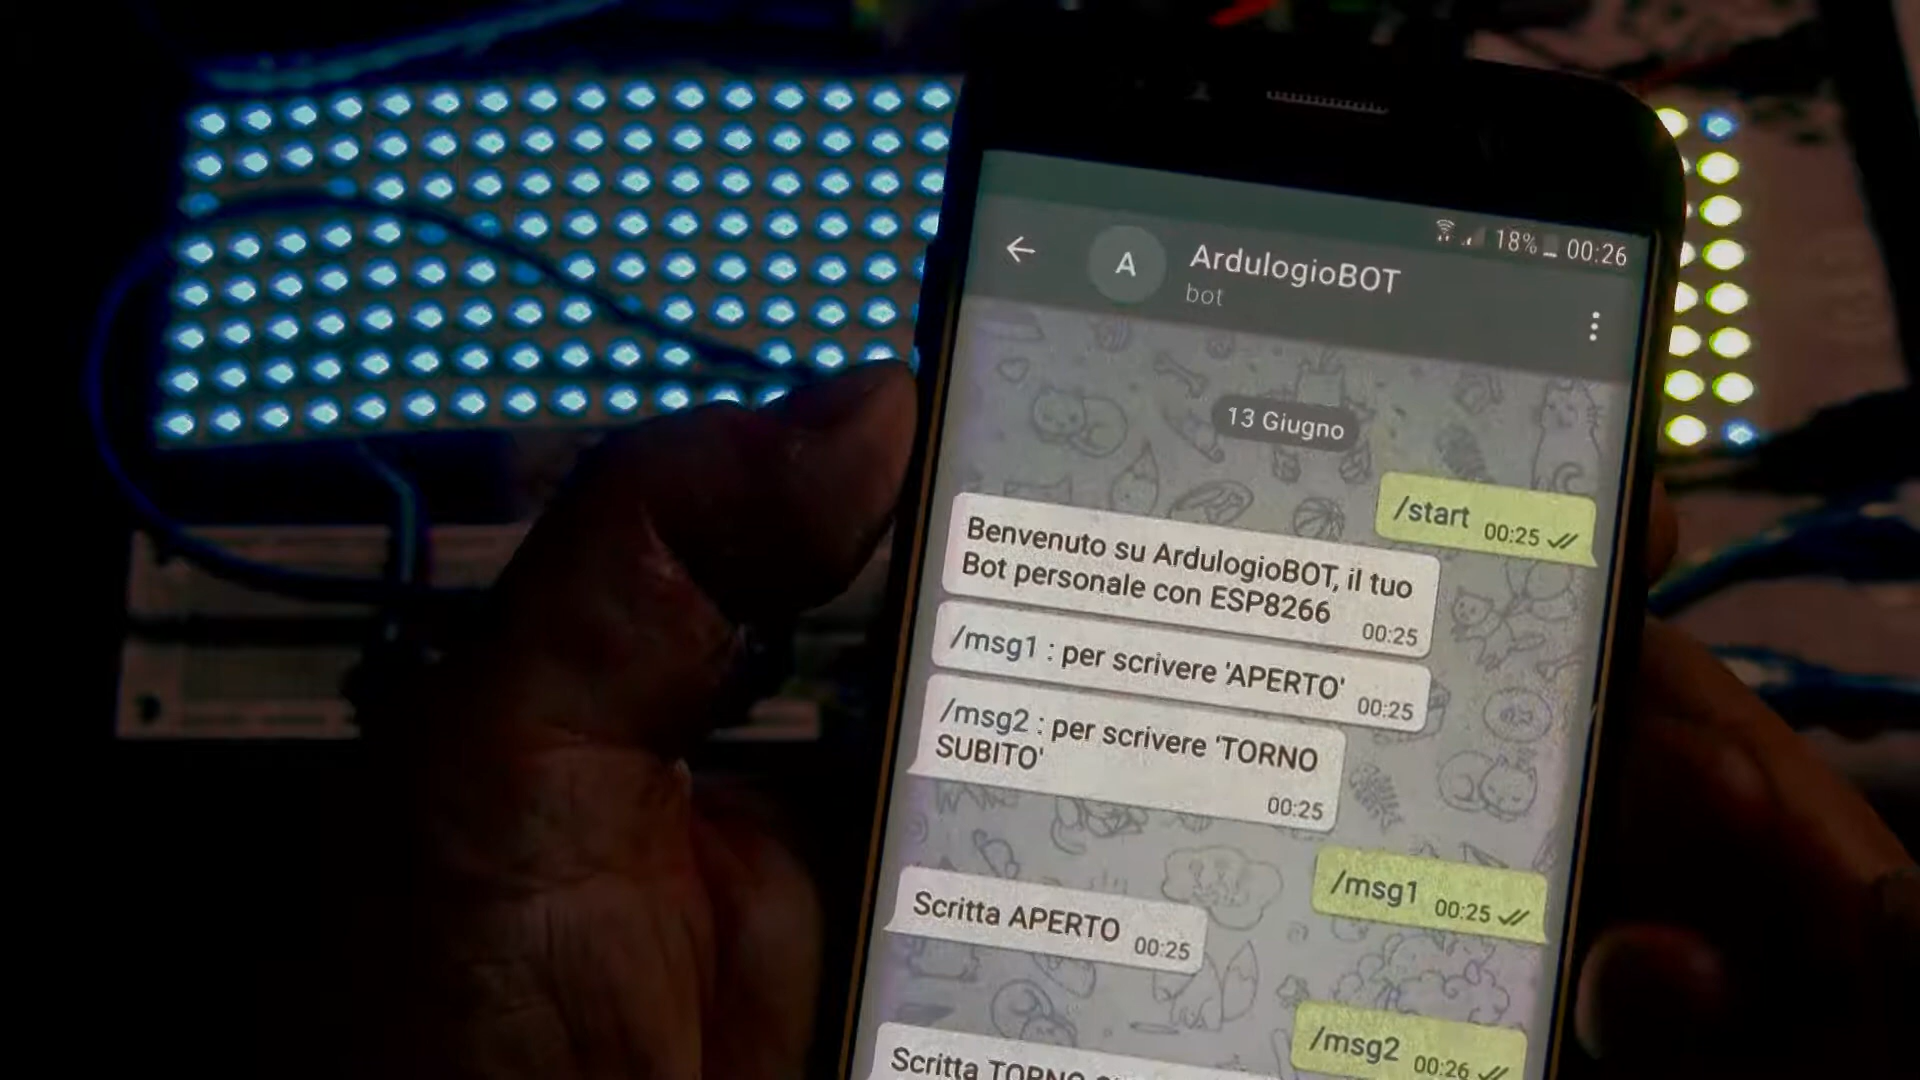 18% 00:26
A
ArdulogioBOT
bot
13 Giugno
/start 00:25
Benvenuto su ArdulogioBOT, il tuo
Bot personale con ESP8266
00:25
/msg1 : per scrivere 'APERTO'
00:25
/msg2 : per scrivere 'TORNO
SUBITO'
00:25
/msg1 00:25
Scritta APERTO 00:25
/msg2 00:26
Scritta TORNO